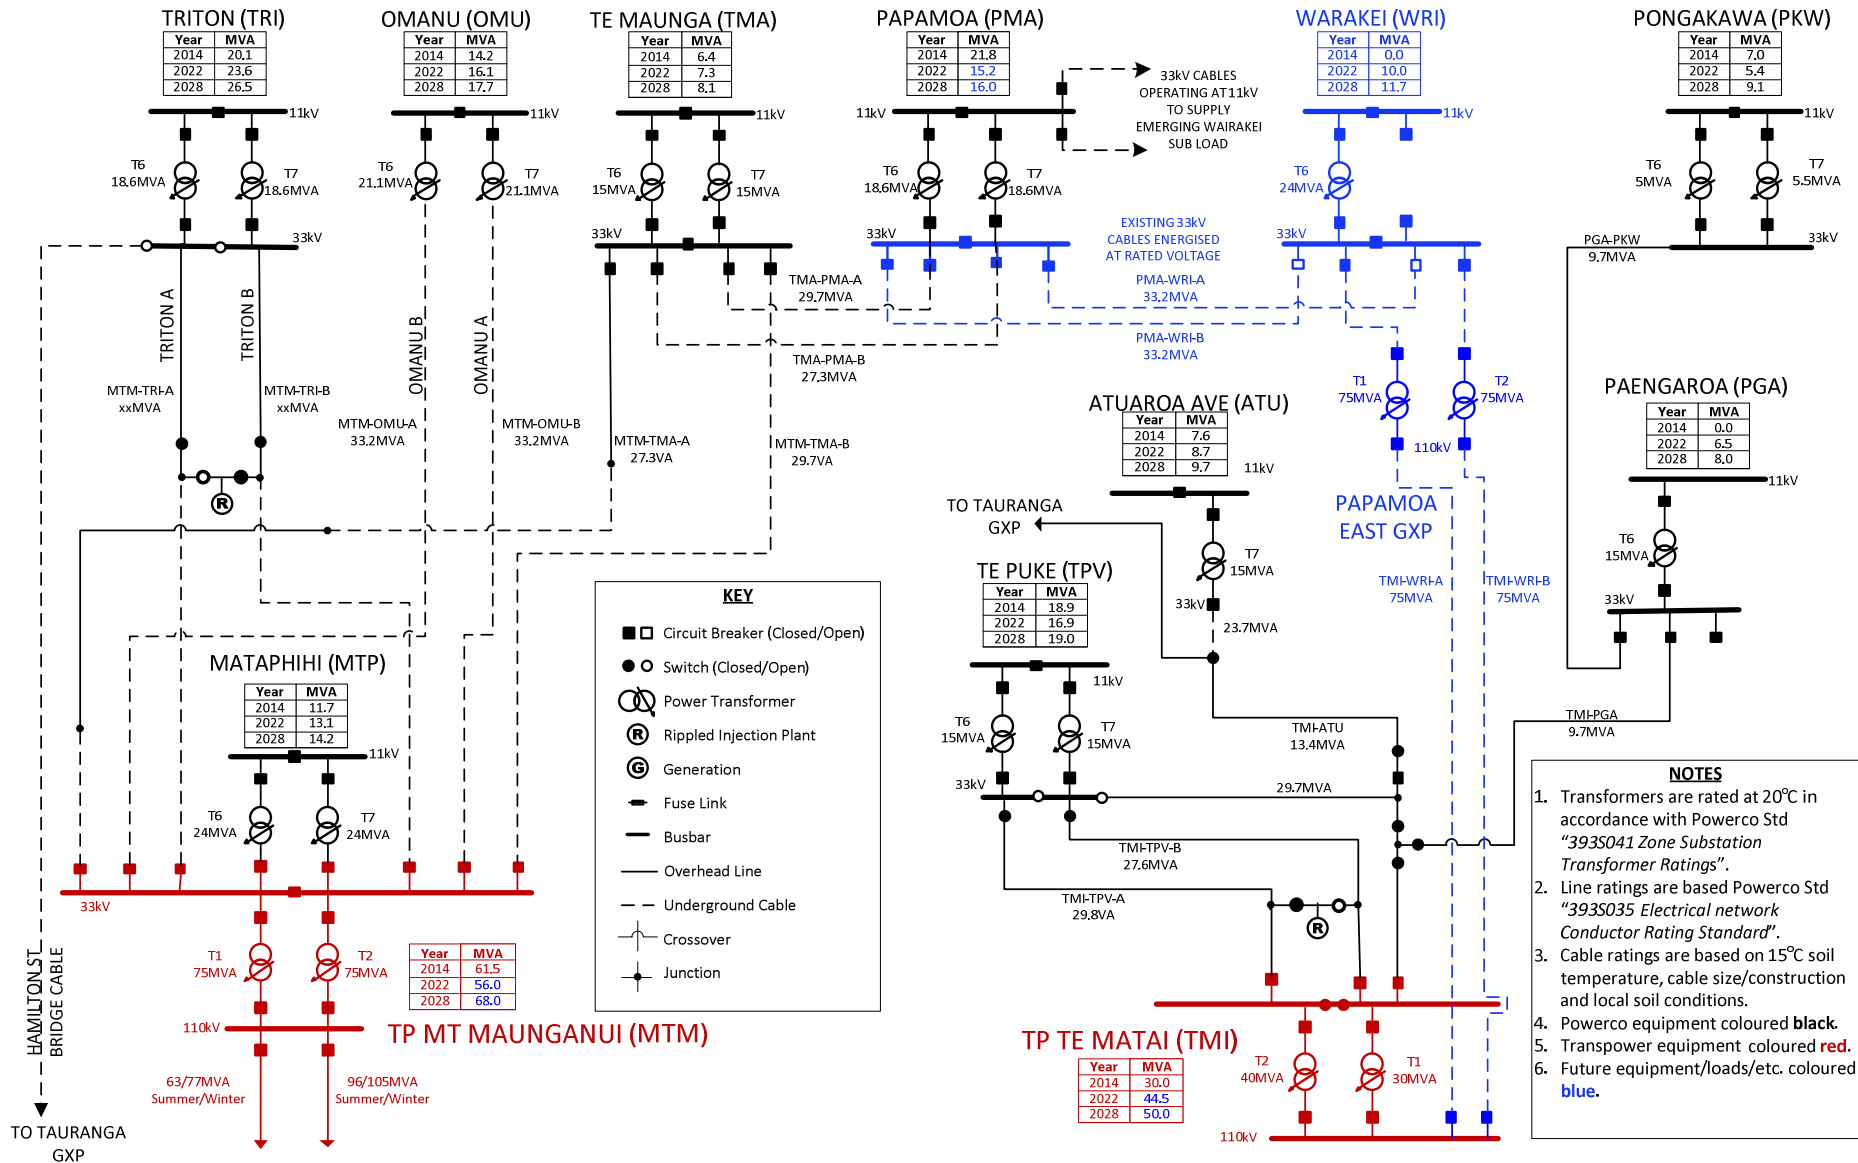 TRITON (TRI)
Year MVA
2014 20.1
2022 23.6
2028 26.5
11kV
T6
18.6MVA
T7
18.6MVA
33kV
TRITON A
TRITON B
MTM-TRI-A
xxMVA
MTM-TRI-B
xxMVA
R
HAMILTON ST
BRIDGE CABLE
TO TAURANGA
GXP
OMANU (OMU)
Year MVA
2014 14.2
2022 16.1
2028 17.7
11kV
T6
21.1MVA
T7
21.1MVA
OMANU B
OMANU A
MTM-OMU-A
33.2MVA
MTM-OMU-B
33.2MVA
TE MAUNGA (TMA)
Year MVA
2014 6.4
2022 7.3
2028 8.1
11kV
T6
15MVA
T7
15MVA
33kV
TMA-PMA-A
29.7MVA
TMA-PMA-B
27.3MVA
MTM-TMA-A
27.3VA
MTM-TMA-B
29.7VA
PAPAMOA (PMA)
Year MVA
2014 21.8
2022 15.2
2028 16.0
11kV
33kV CABLES
OPERATING AT 11kV
TO SUPPLY
EMERGING WAIRAKEI
SUB LOAD
T6
18.6MVA
T7
18.6MVA
33kV
EXISTING 33kV
CABLES ENERGISED
AT RATED VOLTAGE
PMA-WRI-A
33.2MVA
PMA-WRI-B
33.2MVA
WARAKEI (WRI)
Year MVA
2014 0.0
2022 10.0
2028 11.7
11kV
T6
24MVA
33kV
T1
75MVA
T2
75MVA
110kV
PAPAMOA
EAST GXP
TMI-WRI-A
75MVA
TMI-WRI-B
75MVA
PONGAKAWA (PKW)
Year MVA
2014 7.0
2022 5.4
2028 9.1
11kV
T6
5MVA
T7
5.5MVA
PGA-PKW
9.7MVA
33kV
PAENGAROA (PGA)
Year MVA
2014 0.0
2022 6.5
2028 8.0
11kV
T6
15MVA
33kV
TMI-PGA
9.7MVA
ATUAROA AVE (ATU)
Year MVA
2014 7.6
2022 8.7
2028 9.7
11kV
TO TAURANGA
GXP
T7
15MVA
33kV
23.7MVA
TMI-ATU
13.4MVA
TE PUKE (TPV)
Year MVA
2014 18.9
2022 16.9
2028 19.0
11kV
T6
15MVA
T7
15MVA
33kV
29.7MVA
TMI-TPV-B
27.6MVA
TMI-TPV-A
29.8VA
R
MATAPHIHI (MTP)
Year MVA
2014 11.7
2022 13.1
2028 14.2
11kV
T6
24MVA
T7
24MVA
33kV
T1
75MVA
T2
75MVA
Year MVA
2014 61.5
2022 56.0
2028 68.0
110kV
TP MT MAUNGANUI (MTM)
63/77MVA
Summer/Winter
96/105MVA
Summer/Winter
TP TE MATAI (TMI)
Year MVA
2014 30.0
2022 44.5
2028 50.0
T2
40MVA
T1
30MVA
110kV
KEY
Circuit Breaker (Closed/Open)
Switch (Closed/Open)
Power Transformer
R Rippled Injection Plant
G Generation
Fuse Link
Busbar
Overhead Line
Underground Cable
Crossover
Junction
NOTES
1. Transformers are rated at 20°C in
accordance with Powerco Std
“393S041 Zone Substation
Transformer Ratings”.
2. Line ratings are based Powerco Std
“393S035 Electrical network
Conductor Rating Standard”.
3. Cable ratings are based on 15°C soil
temperature, cable size/construction
and local soil conditions.
4. Powerco equipment coloured black.
5. Transpower equipment coloured red.
6. Future equipment/loads/etc. coloured
blue.